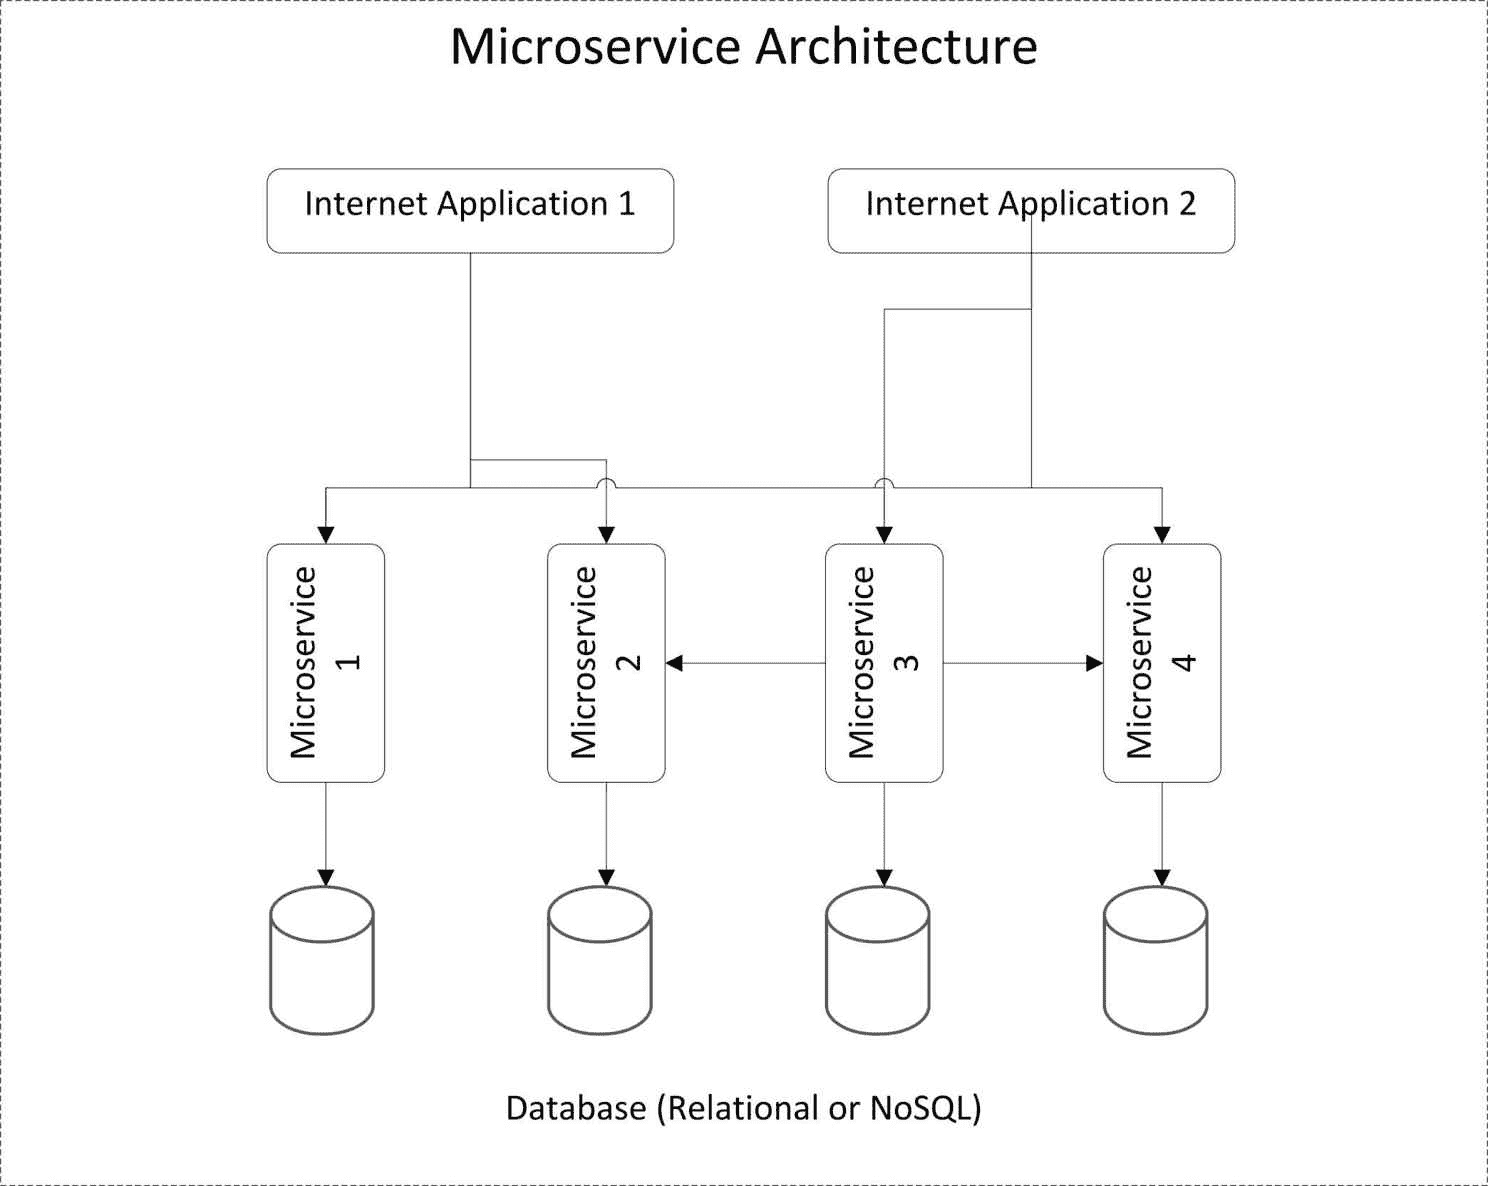 Microservice Architecture
Internet Application 1
Internet Application 2
Microservice
1
Microservice
2
Microservice
3
Microservice
4
Database (Relational or NoSQL)